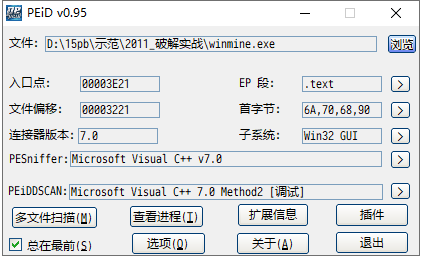 PEiD v0.95
文件: D:\15pb\示范\2011_破解实战\winmine.exe 浏览
入口点: 00003E21 EP 段: .text >
文件偏移: 00003221 首字节: 6A,70,68,90 >
连接器版本: 7.0 子系统: Win32 GUI >
PESniffer: Microsoft Visual C++ v7.0 >
PEiDDSCAN: Microsoft Visual C++ 7.0 Method2 [调试] >
多文件扫描(M) 查看进程(I) 扩展信息 插件
总在最前(S) 选项(O) 关于(A) 退出